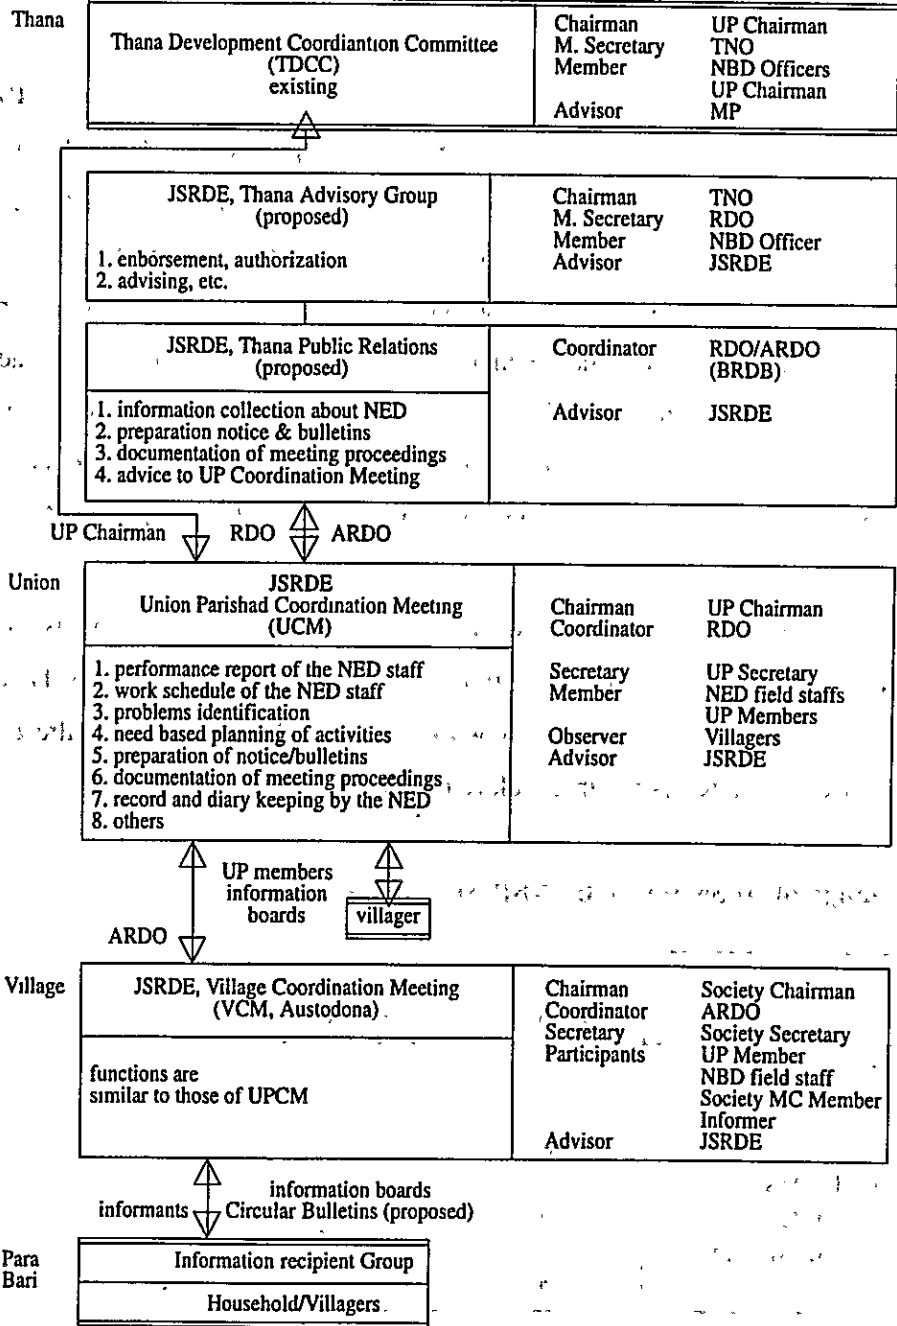 Thana
Thana Development Coordiantion Committee
(TDCC)
existing
Chairman UP Chairman
M. Secretary TNO
Member NBD Officers
UP Chairman
Advisor MP
JSRDE, Thana Advisory Group
(proposed)
1. enborsement, authorization
2. advising, etc.
Chairman TNO
M. Secretary RDO
Member NBD Officer
Advisor JSRDE
JSRDE, Thana Public Relations
(proposed)
1. information collection about NED
2. preparation notice & bulletins
3. documentation of meeting proceedings
4. advice to UP Coordination Meeting
Coordinator RDO/ARDO
(BRDB)
Advisor JSRDE
UP Chairman RDO ARDO
Union
JSRDE
Union Parishad Coordination Meeting
(UCM)
1. performance report of the NED staff
2. work schedule of the NED staff
3. problems identification
4. need based planning of activities
5. preparation of notice/bulletins
6. documentation of meeting proceedings
7. record and diary keeping by the NED
8. others
Chairman UP Chairman
Coordinator RDO
Secretary UP Secretary
Member NED field staffs
UP Members
Observer Villagers
Advisor JSRDE
UP members
information
boards
villager
ARDO
Village
JSRDE, Village Coordination Meeting
(VCM, Austodona)
functions are
similar to those of UPCM
Chairman Society Chairman
Coordinator ARDO
Secretary Society Secretary
Participants UP Member
NBD field staff
Society MC Member
Informer
Advisor JSRDE
information boards
informants Circular Bulletins (proposed)
Para
Bari
Information recipient Group
Household/Villagers